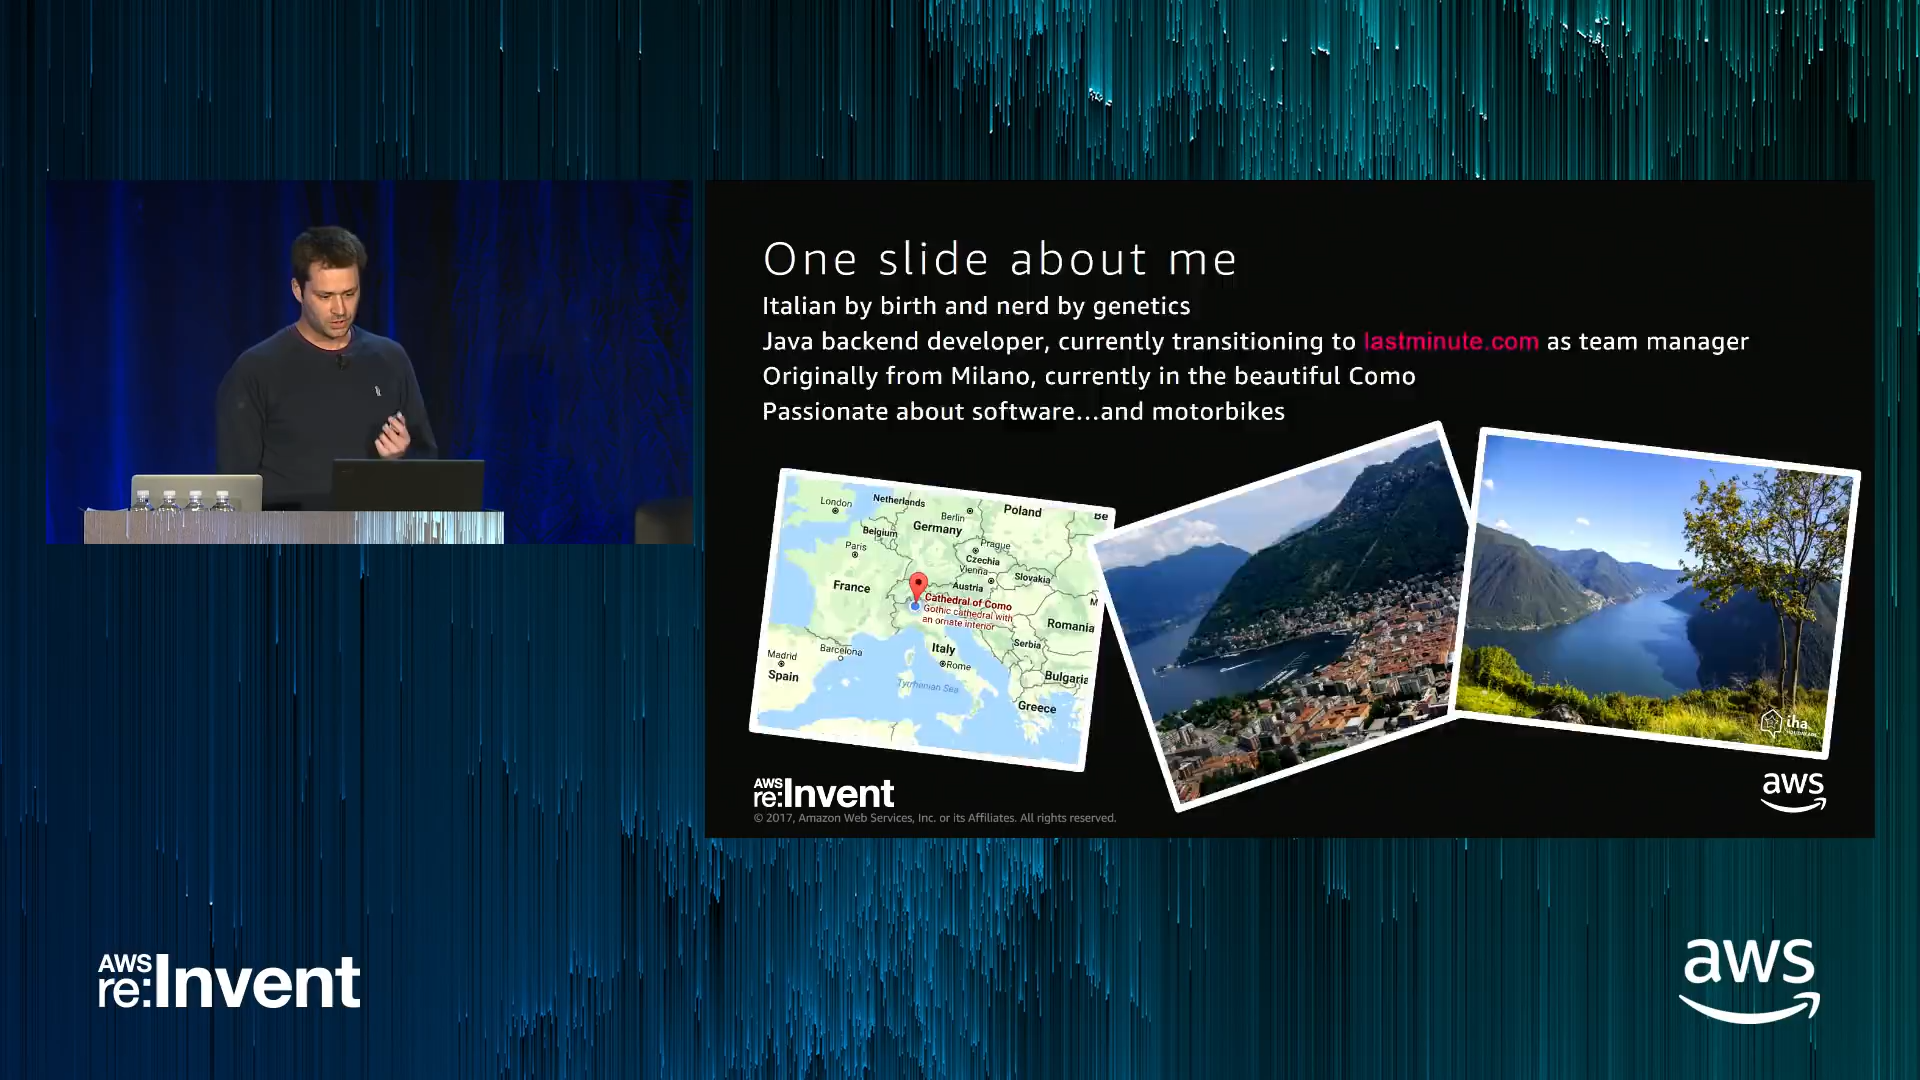 One slide about me
Italian by birth and nerd by genetics
Java backend developer, currently transitioning to lastminute.com as team manager
Originally from Milano, currently in the beautiful Como
Passionate about software...and motorbikes
London
Netherlands
Berlin
Poland
Be
Germany
Belgium
Paris
Prague
Czechia
Vienna
Slovakia
France
Austria
Cathedral of Como
Gothic cathedral with
an ornate interior
M
Romania
Serbia
Madrid
Barcelona
Italy
Rome
Spain
Tyrrhenian Sea
Bulgaria
Greece
iha
AWS
re:Invent
aws
© 2017, Amazon Web Services, Inc. or its Affiliates. All rights reserved.
AWS
re:Invent
aws